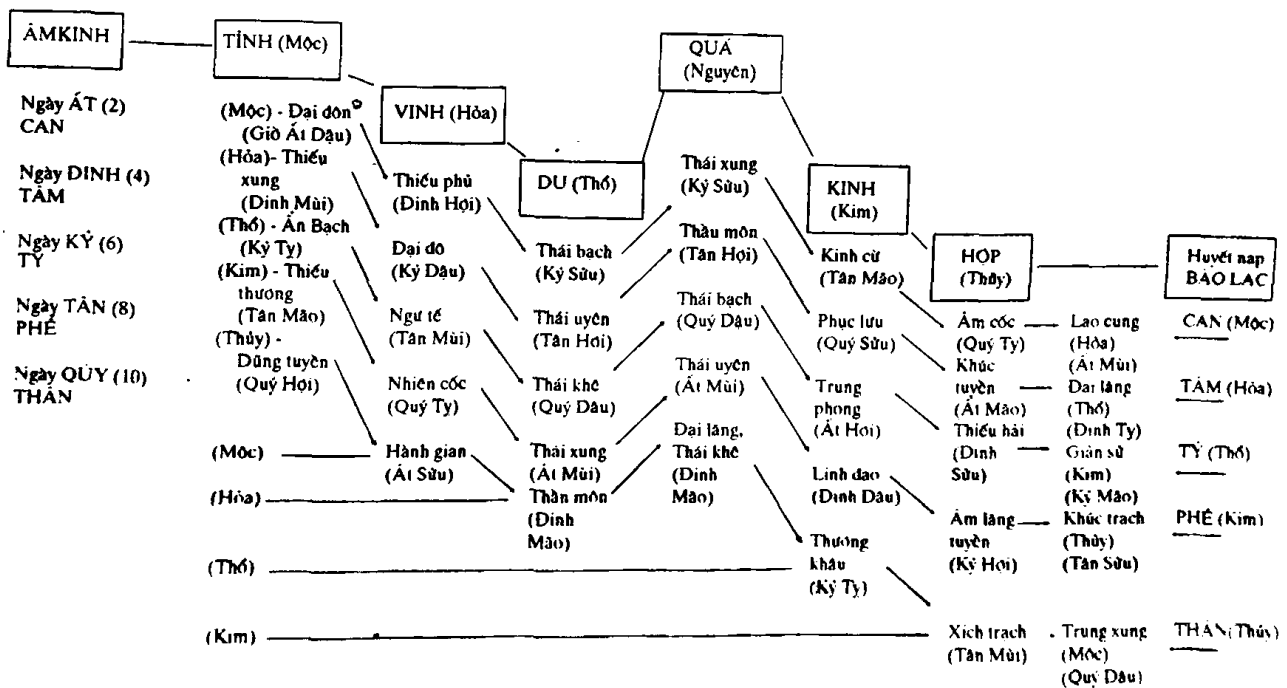 ÂMKINH
TỈNH (Mộc)
VINH (Hỏa)
DU (Thổ)
QUÁ
(Nguyên)
KINH
(Kim)
HỢP
(Thủy)
Huyết nạp
BÀO LẠC
Ngày ẤT (2)
CAN
Ngày ĐINH (4)
TÂM
Ngày KỶ (6)
TỲ
Ngày TÂN (8)
PHẾ
Ngày QÚY (10)
THẬN
(Mộc) - Đại đôn
(Giờ Ất Dậu)
(Hỏa)- Thiếu
xung
(Đinh Mùi)
(Thổ) - Ẩn Bạch
(Kỷ Tỵ)
(Kim) - Thiếu
thương
(Tân Mão)
(Thủy) -
Dũng tuyền
(Quý Hợi)
(Mộc)
(Hỏa)
(Thổ)
(Kim)
Thiếu phủ
(Đinh Hợi)
Đại đô
(Kỷ Dậu)
Ngư tế
(Tân Mùi)
Nhiên cốc
(Quý Tỵ)
Hành gian
(Ất Sửu)
Thái bạch
(Kỷ Sửu)
Thái uyên
(Tân Hợi)
Thái khê
(Quý Dậu)
Thái xung
(Ất Mùi)
Thần môn
(Đinh
Mão)
Thái xung
(Kỷ Sửu)
Thầu môn
(Tân Hợi)
Thái bạch
(Quý Dậu)
Thái uyên
(Ất Mùi)
Đại lăng,
Thái khê
(Đinh
Mão)
Kinh cừ
(Tân Mão)
Phục lưu
(Quý Sửu)
Trung
phong
(Ất Hợi)
Linh đạo
(Đinh Dậu)
Thương
khâu
(Kỷ Tỵ)
Âm cốc
(Quý Tỵ)
Khúc
tuyền
(Ất Mão)
Thiếu hải
(Đinh
Sửu)
Âm lăng
tuyền
(Kỷ Hợi)
Xích trạch
(Tân Mùi)
Lao cung
(Hỏa)
(Ất Mùi)
Đại lăng
(Thổ)
(Đinh Tỵ)
Giản sử
(Kim)
(Kỷ Mão)
Khúc trạch
(Thủy)
(Tân Sửu)
Trung xung
(Mộc)
(Quý Dậu)
CAN (Mộc)
TÂM (Hỏa)
TỲ (Thổ)
PHẾ (Kim)
THẬN (Thủy)